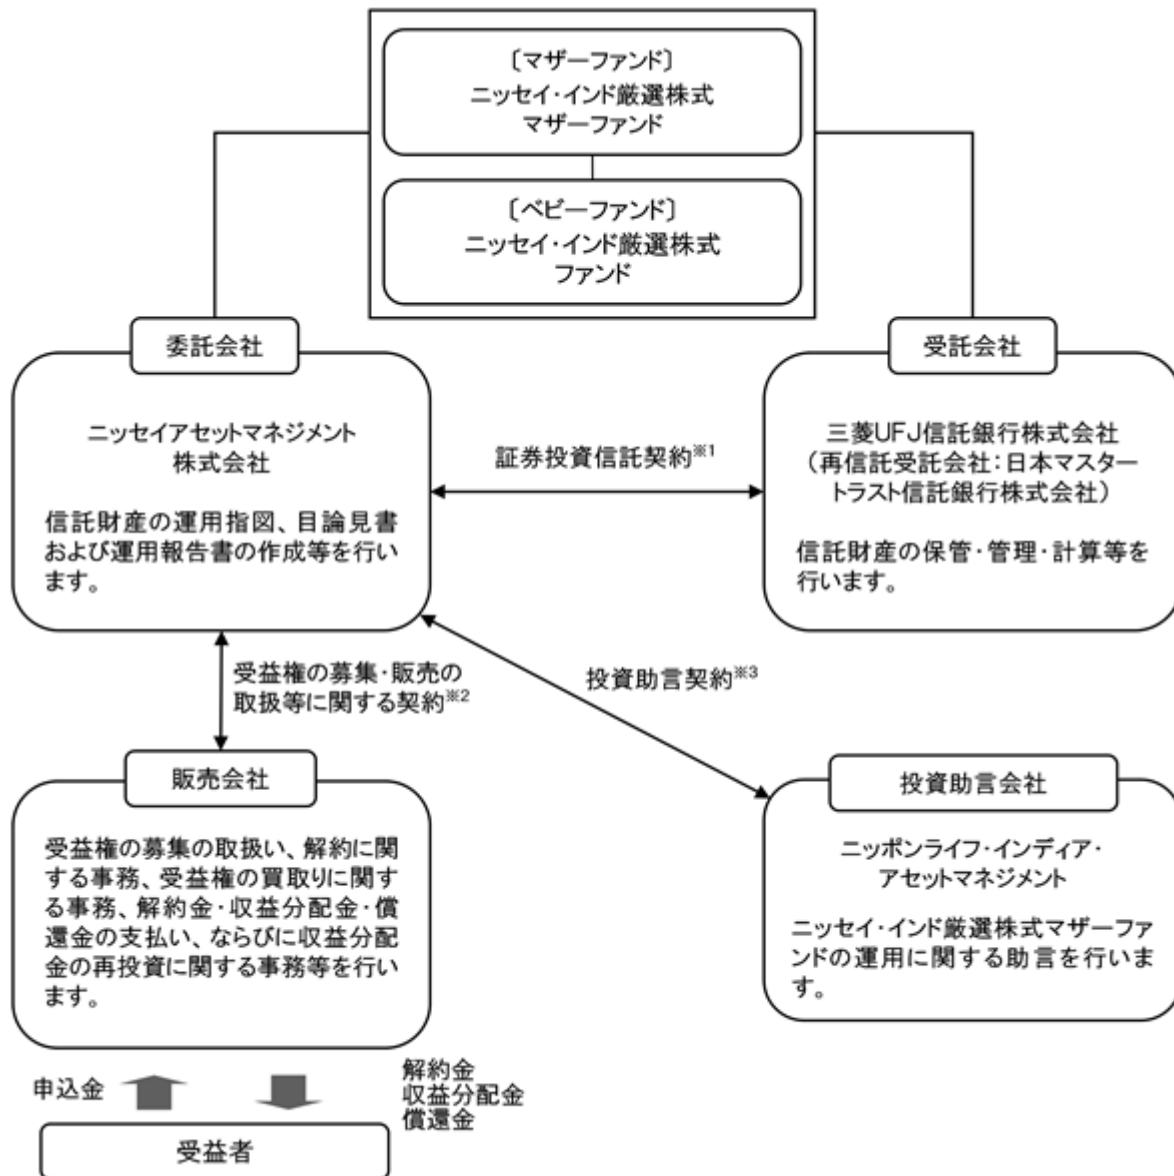 〔マザーファンド〕
ニッセイ・インド厳選株式
マザーファンド
〔ベビーファンド〕
ニッセイ・インド厳選株式
ファンド
委託会社
ニッセイアセットマネジメント
株式会社
信託財産の運用指図、目論見書
および運用報告書の作成等を行い
ます。
証券投資信託契約※1
受託会社
三菱UFJ信託銀行株式会社
（再信託受託会社：日本マスター
トラスト信託銀行株式会社）
信託財産の保管・管理・計算等を
行います。
受益権の募集・販売の
取扱等に関する契約※2
投資助言契約※3
販売会社
受益権の募集の取扱い、解約に関
する事務、受益権の買取りに関す
る事務、解約金・収益分配金・償
還金の支払い、ならびに収益分配
金の再投資に関する事務等を行い
ます。
投資助言会社
ニッポンライフ・インディア・
アセットマネジメント
ニッセイ・インド厳選株式マザーファ
ンドの運用に関する助言を行いま
す。
申込金
解約金
収益分配金
償還金
受益者